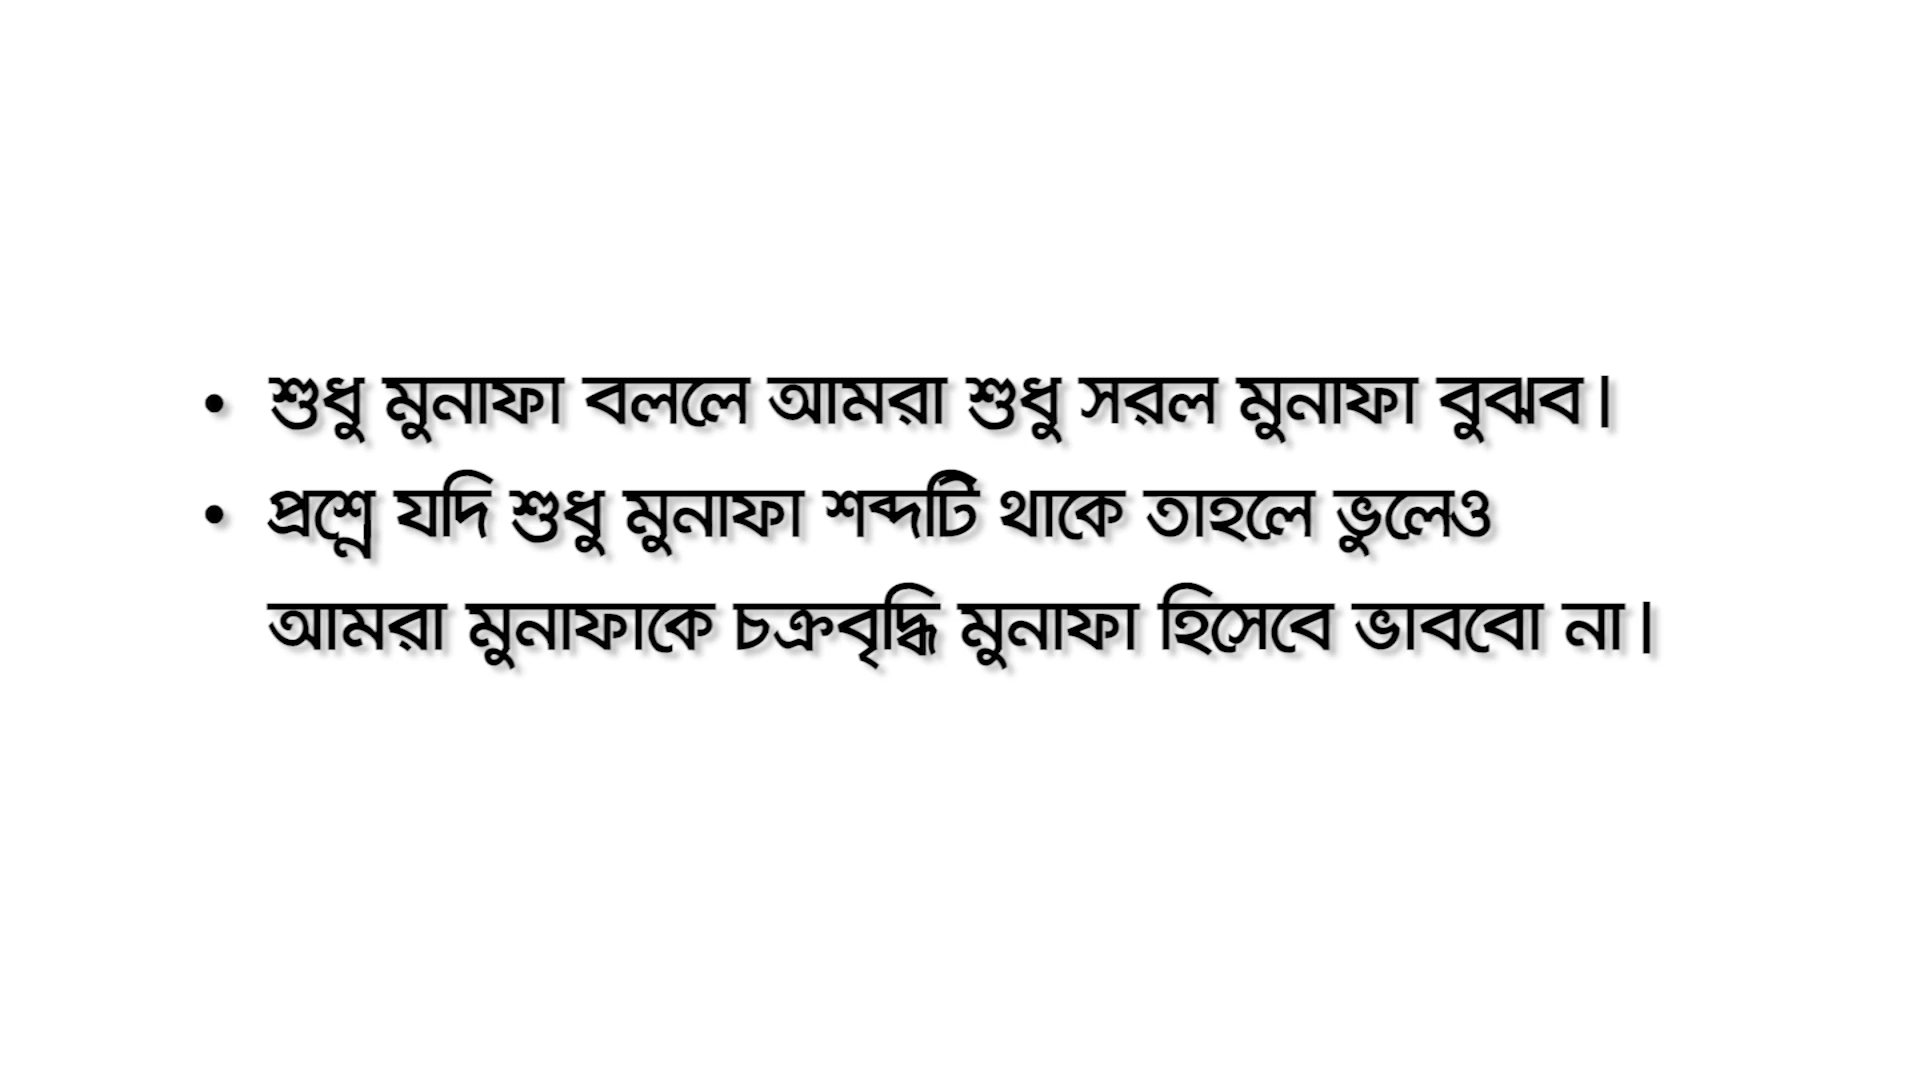 • শুধু মুনাফা বললে আমরা শুধু সরল মুনাফা বুঝব।
• প্রশ্নে যদি শুধু মুনাফা শব্দটি থাকে তাহলে ভুলেও
আমরা মুনাফাকে চক্রবৃদ্ধি মুনাফা হিসেবে ভাববো না।